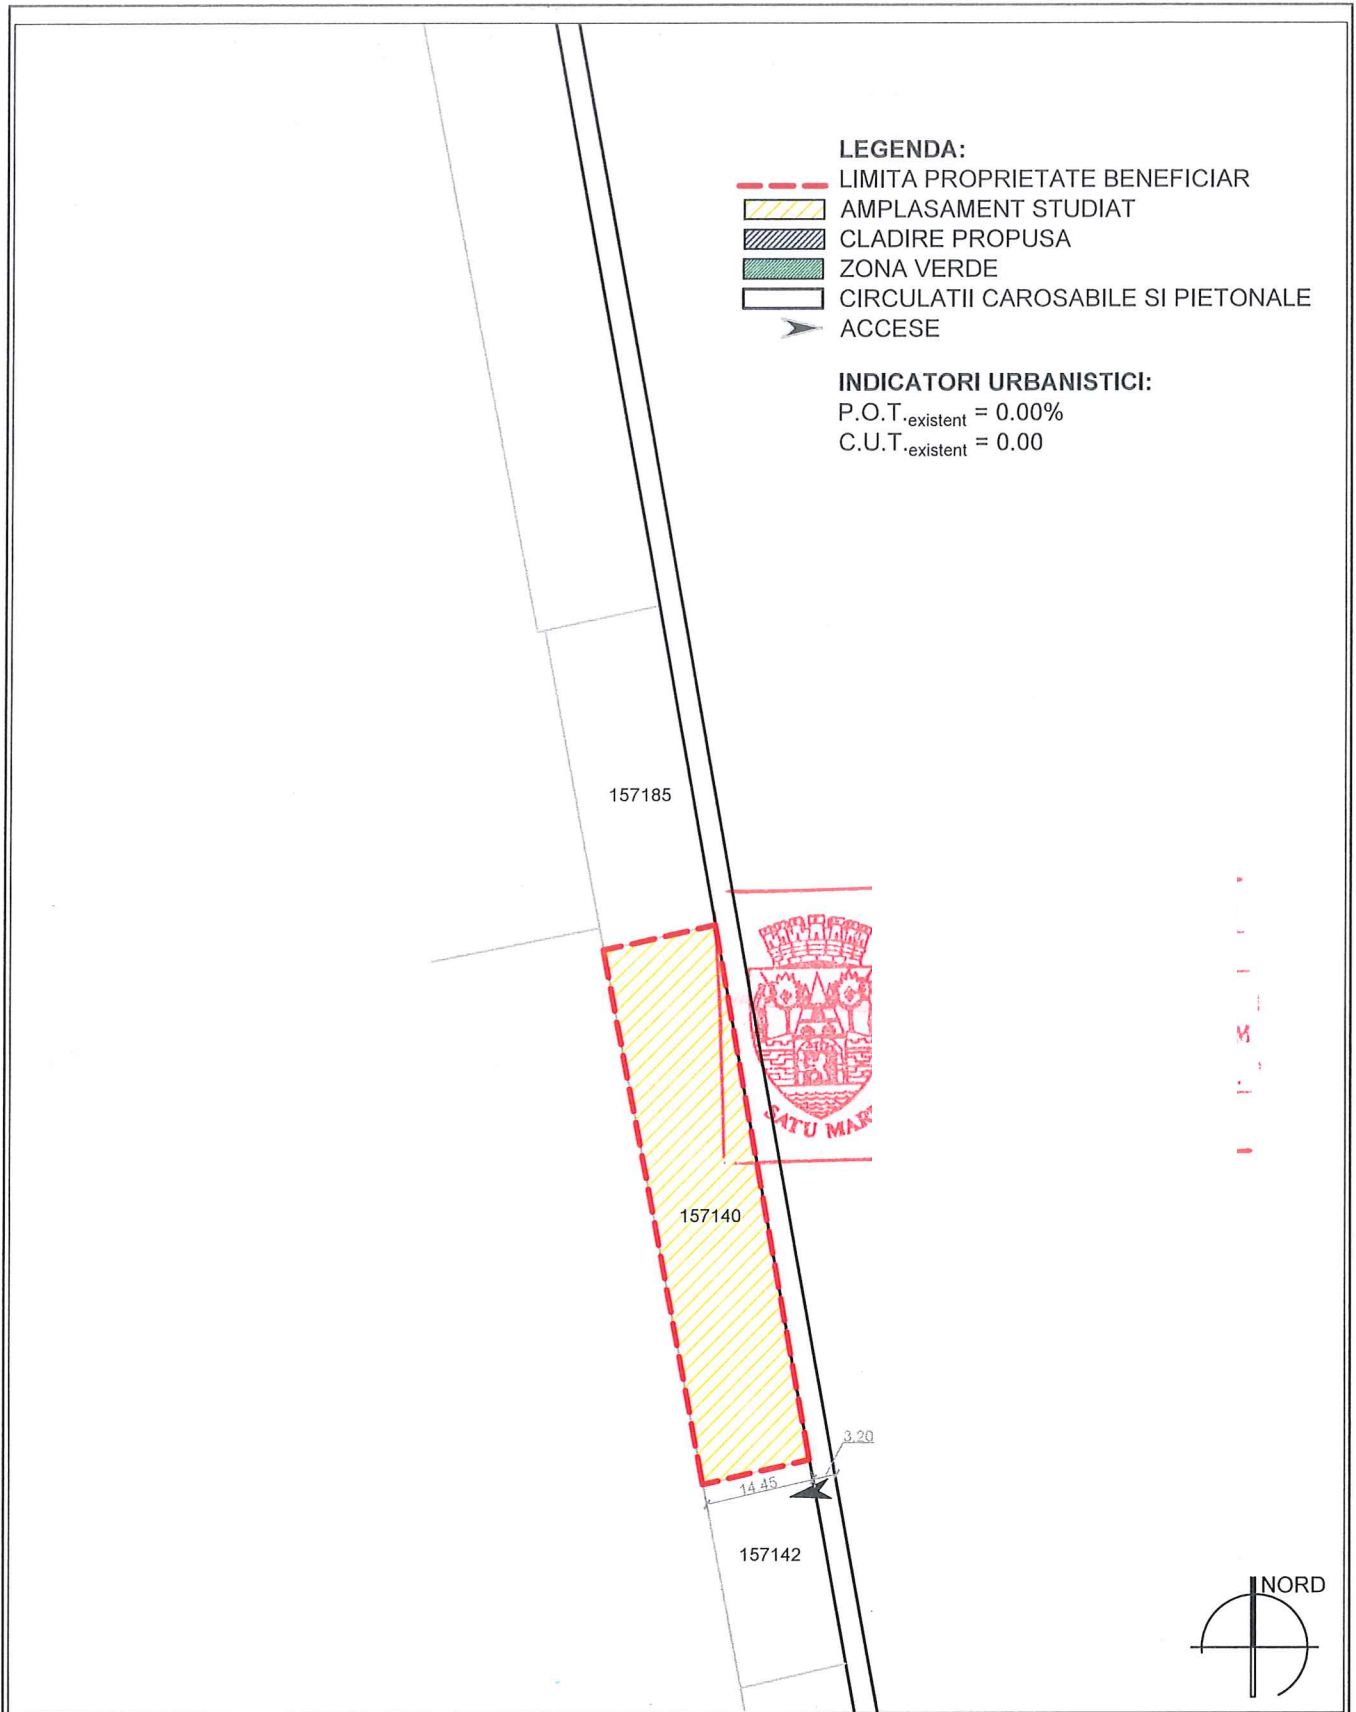 LEGENDA:
LIMITA PROPRIETATE BENEFICIAR
AMPLASAMENT STUDIAT
CLADIRE PROPUSA
ZONA VERDE
CIRCULATII CAROSABILE SI PIETONALE
ACCESE
INDICATORI URBANISTICI:
P.O.T.existent = 0.00%
C.U.T.existent = 0.00
157185
SATU MAR
157140
3.20
14.45
157142
NORD